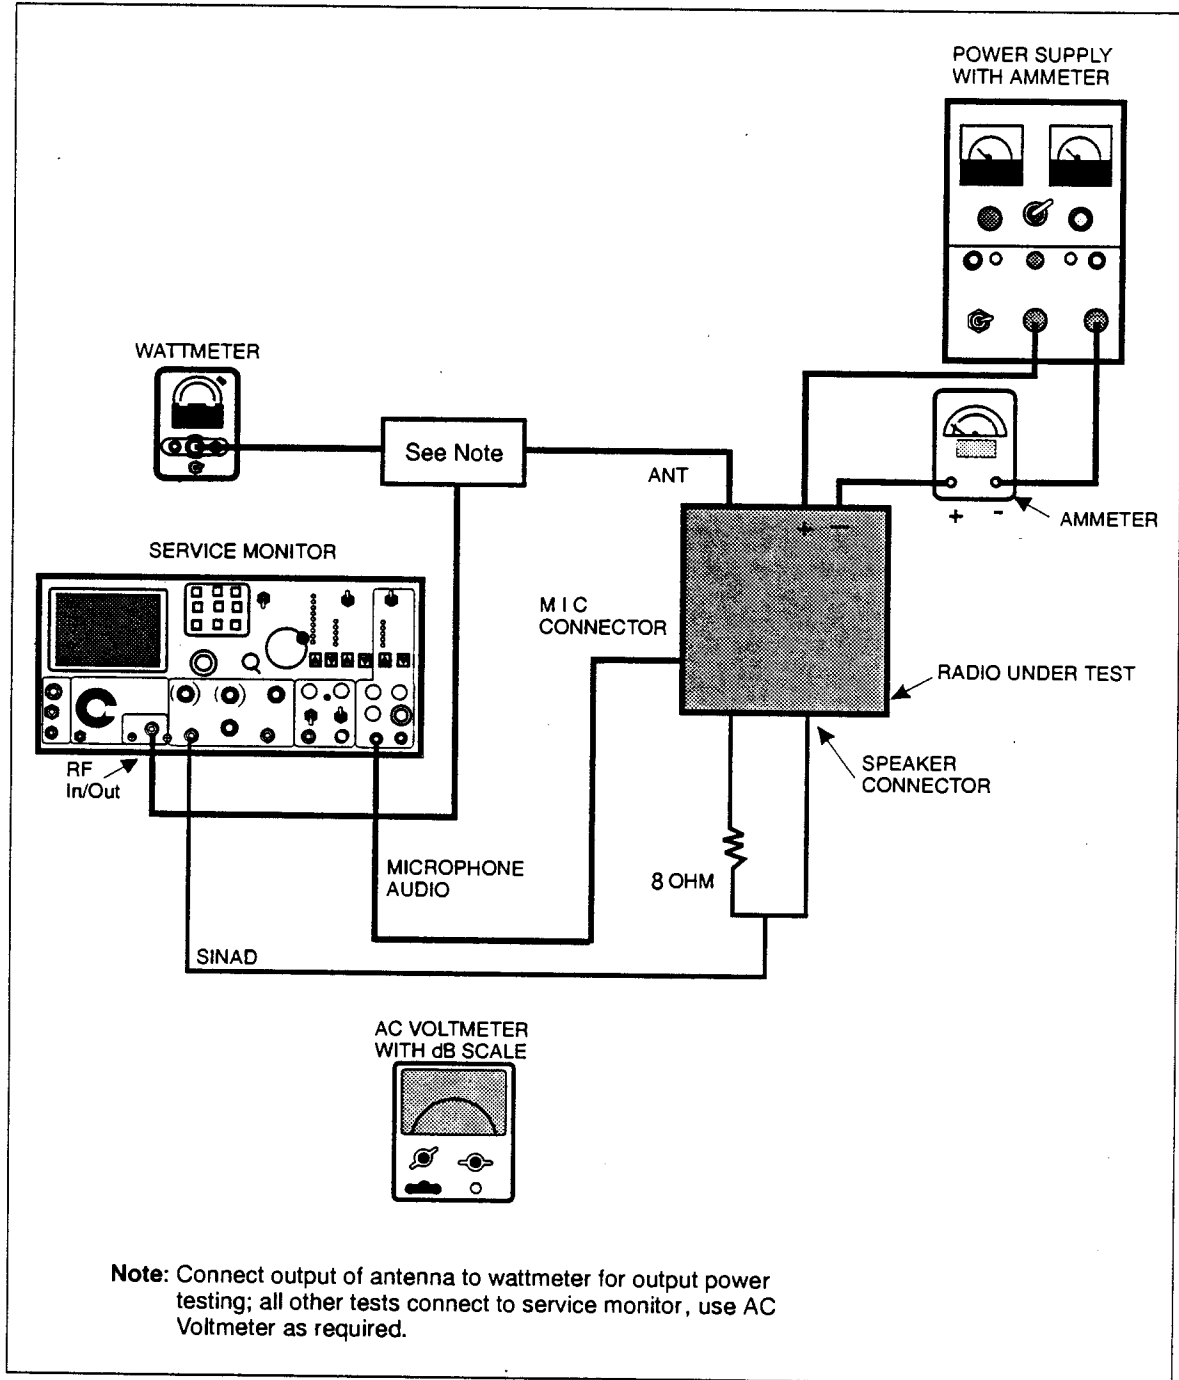 POWER SUPPLY
WITH AMMETER
WATTMETER
See Note
ANT
+ −
+ -
AMMETER
SERVICE MONITOR
M I C
CONNECTOR
RADIO UNDER TEST
RF
In/Out
SPEAKER
CONNECTOR
MICROPHONE
AUDIO
8 OHM
SINAD
AC VOLTMETER
WITH dB SCALE
Note: Connect output of antenna to wattmeter for output power
testing; all other tests connect to service monitor, use AC
Voltmeter as required.